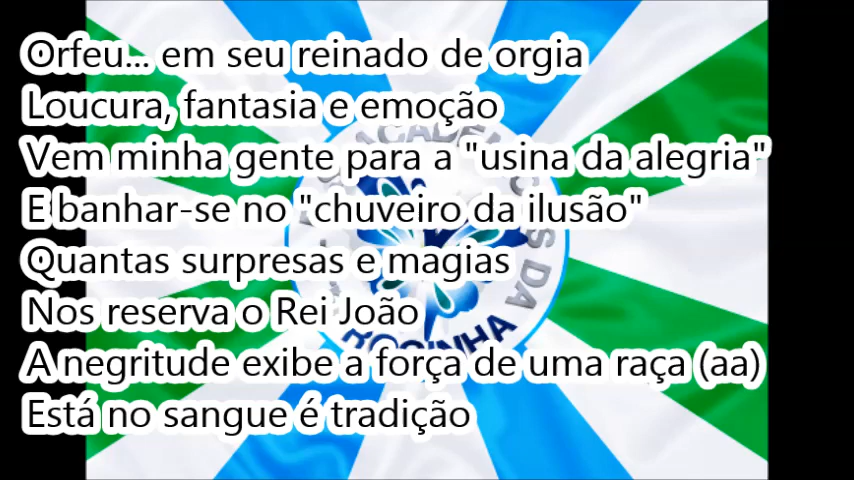 Orfeu... em seu reinado de orgia
Loucura, fantasia e emoção
Vem minha gente para a "usina da alegria"
E banhar-se no "chuveiro da ilusão"
Quantas surpresas e magias
Nos reserva o Rei João
A negritude exibe a força de uma raça (aa)
Está no sangue é tradição